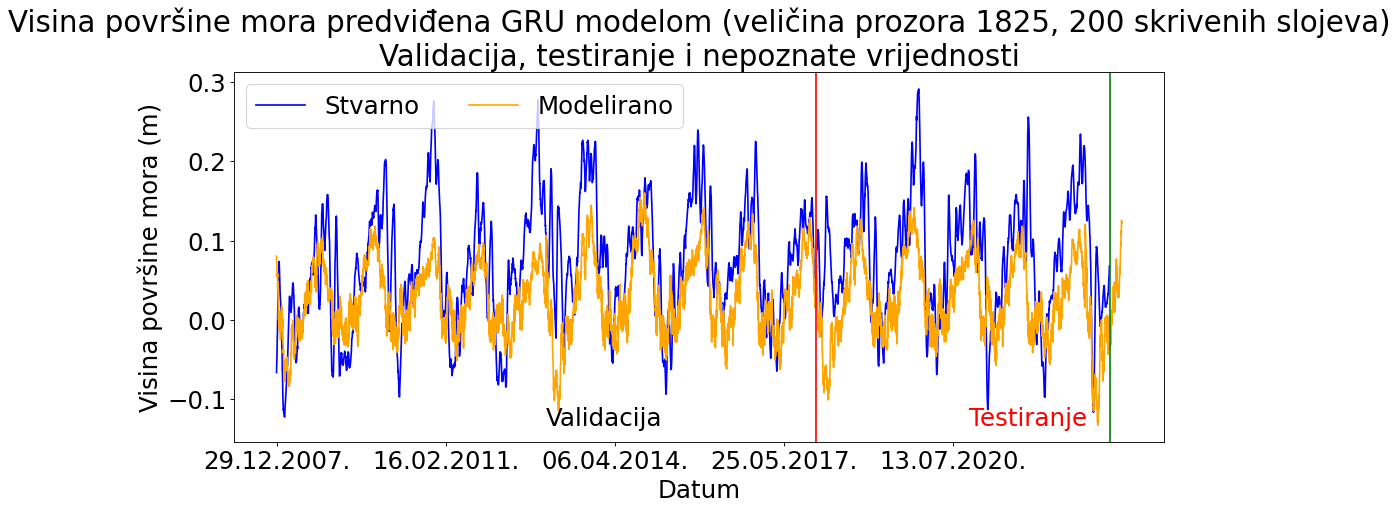 Visina površine mora predviđena GRU modelom (veličina prozora 1825, 200 skrivenih slojeva)
Validacija, testiranje i nepoznate vrijednosti
Stvarno Modelirano
Visina površine mora (m)
0.3
0.2
0.1
0.0
−0.1
Validacija
Testiranje
29.12.2007. 16.02.2011. 06.04.2014. 25.05.2017. 13.07.2020.
Datum